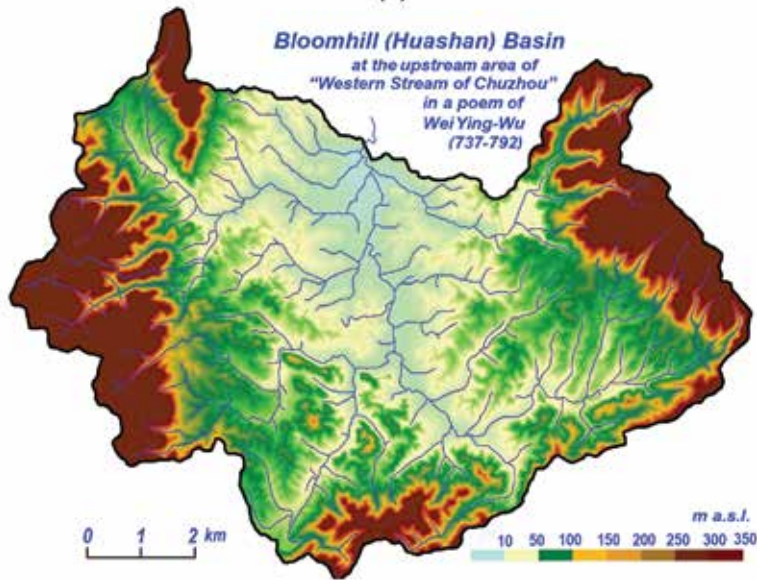 Bloomhill (Huashan) Basin
at the upstream area of
“Western Stream of Chuzhou”
in a poem of
Wei Ying-Wu
(737-792)
0 1 2 km
m a.s.l.
10 50 100 150 200 250 300 350